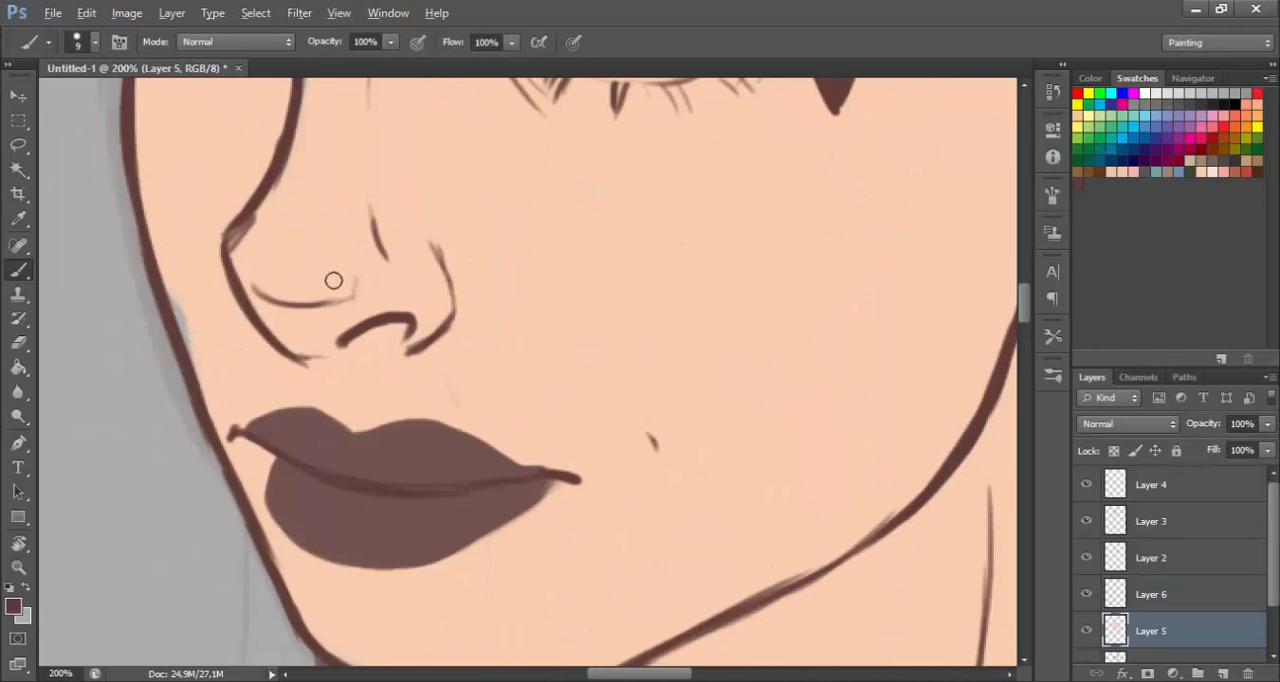 Ps File Edit Image Layer Type Select Filter View Window Help
9 Mode: Normal Opacity: 100% Flow: 100% Painting
Untitled-1 @ 200% (Layer 5, RGB/8) * ×
Color Swatches Navigator
Layers Channels Paths
Kind
Normal Opacity: 100%
Lock: Fill: 100%
Layer 4
Layer 3
Layer 2
Layer 6
Layer 5
200% Doc: 24,9M/27,1M